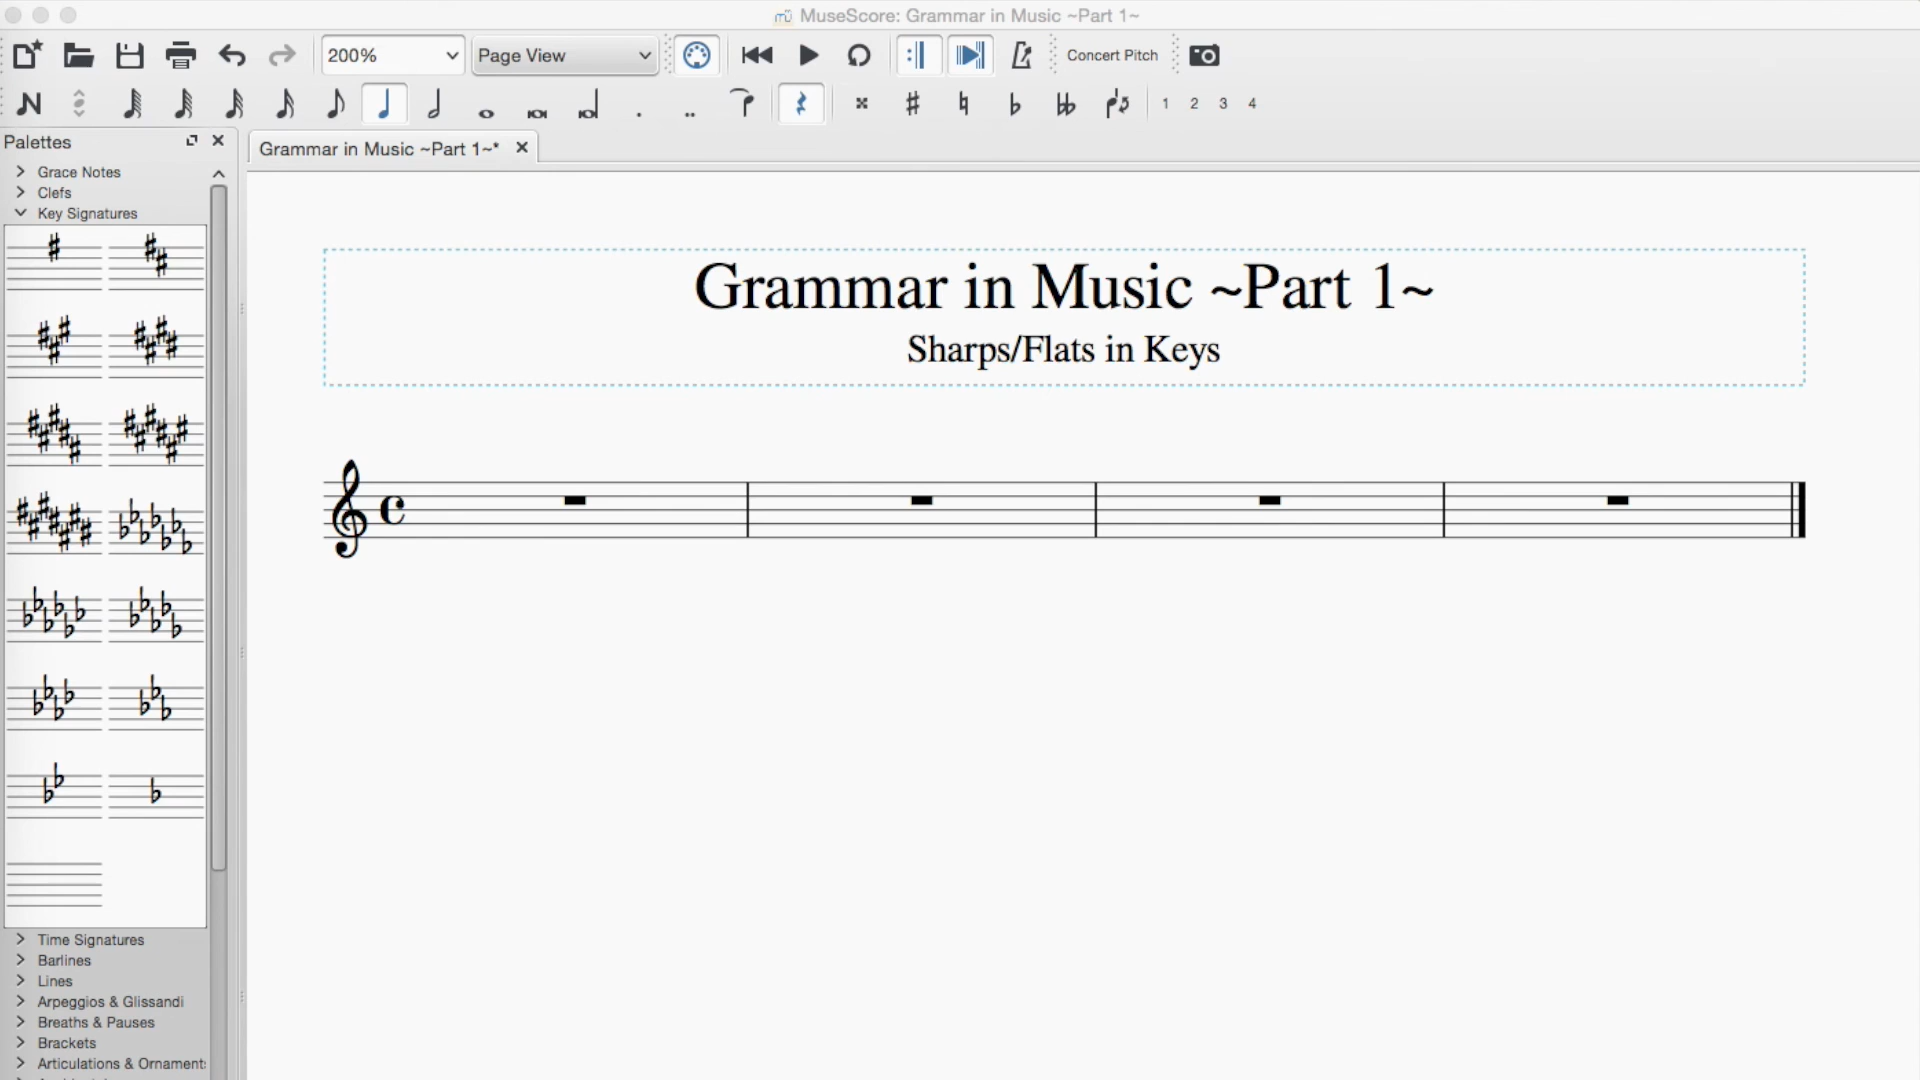 MuseScore: Grammar in Music ~Part 1~
200%
Page View
Concert Pitch
1 2 3 4
Palettes
Grammar in Music ~Part 1~*
Grace Notes
Clefs
Key Signatures
Grammar in Music ~Part 1~
Sharps/Flats in Keys
Time Signatures
Barlines
Lines
Arpeggios & Glissandi
Breaths & Pauses
Brackets
Articulations & Ornament